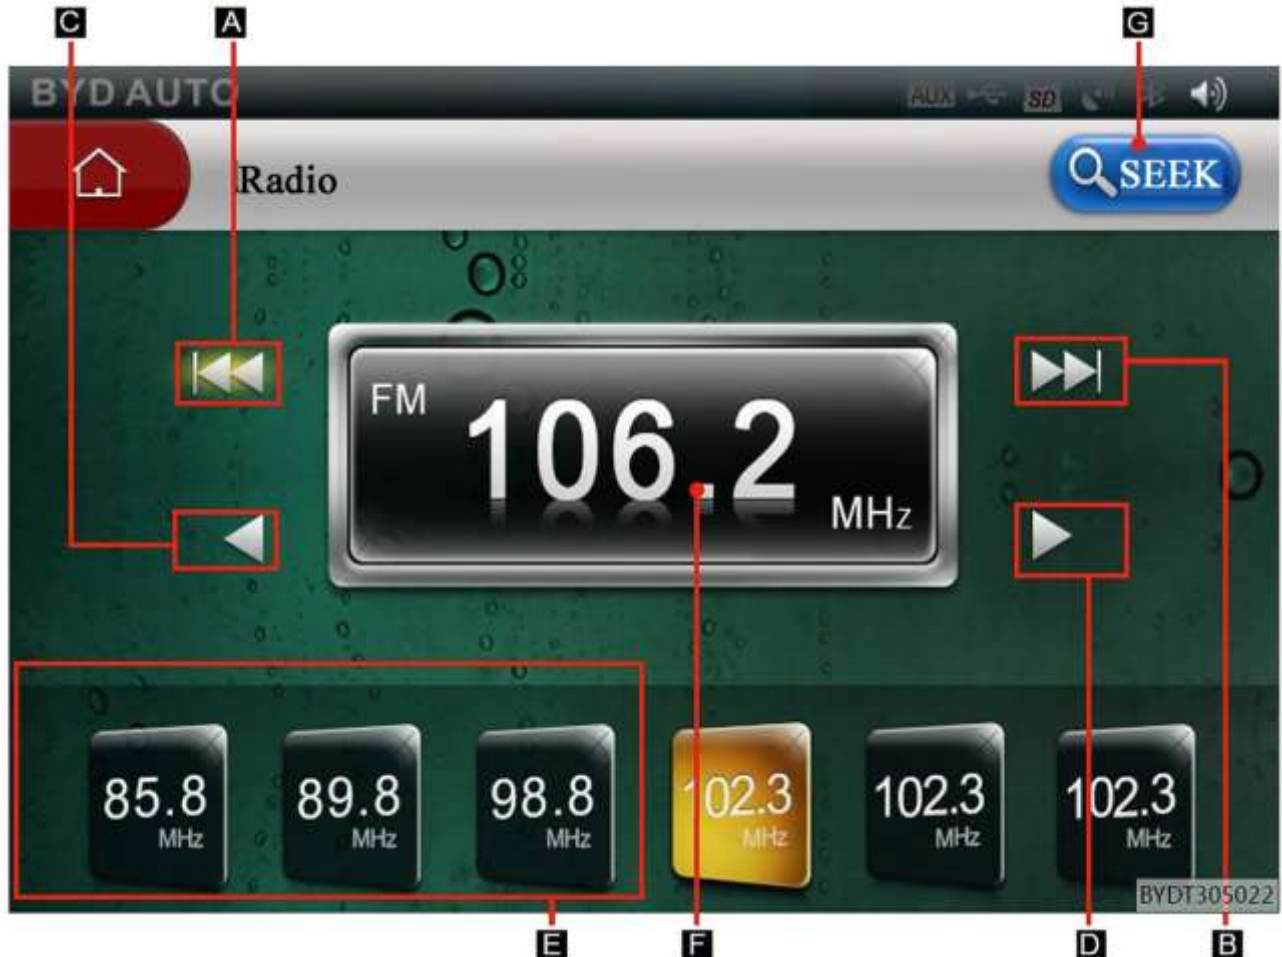 C A G
BYD AUTO AUX SD
Radio SEEK
FM 106.2 MHz
85.8 89.8 98.8 102.3 102.3 102.3
MHz MHz MHz MHz MHz MHz
BYDT305022
E F D B